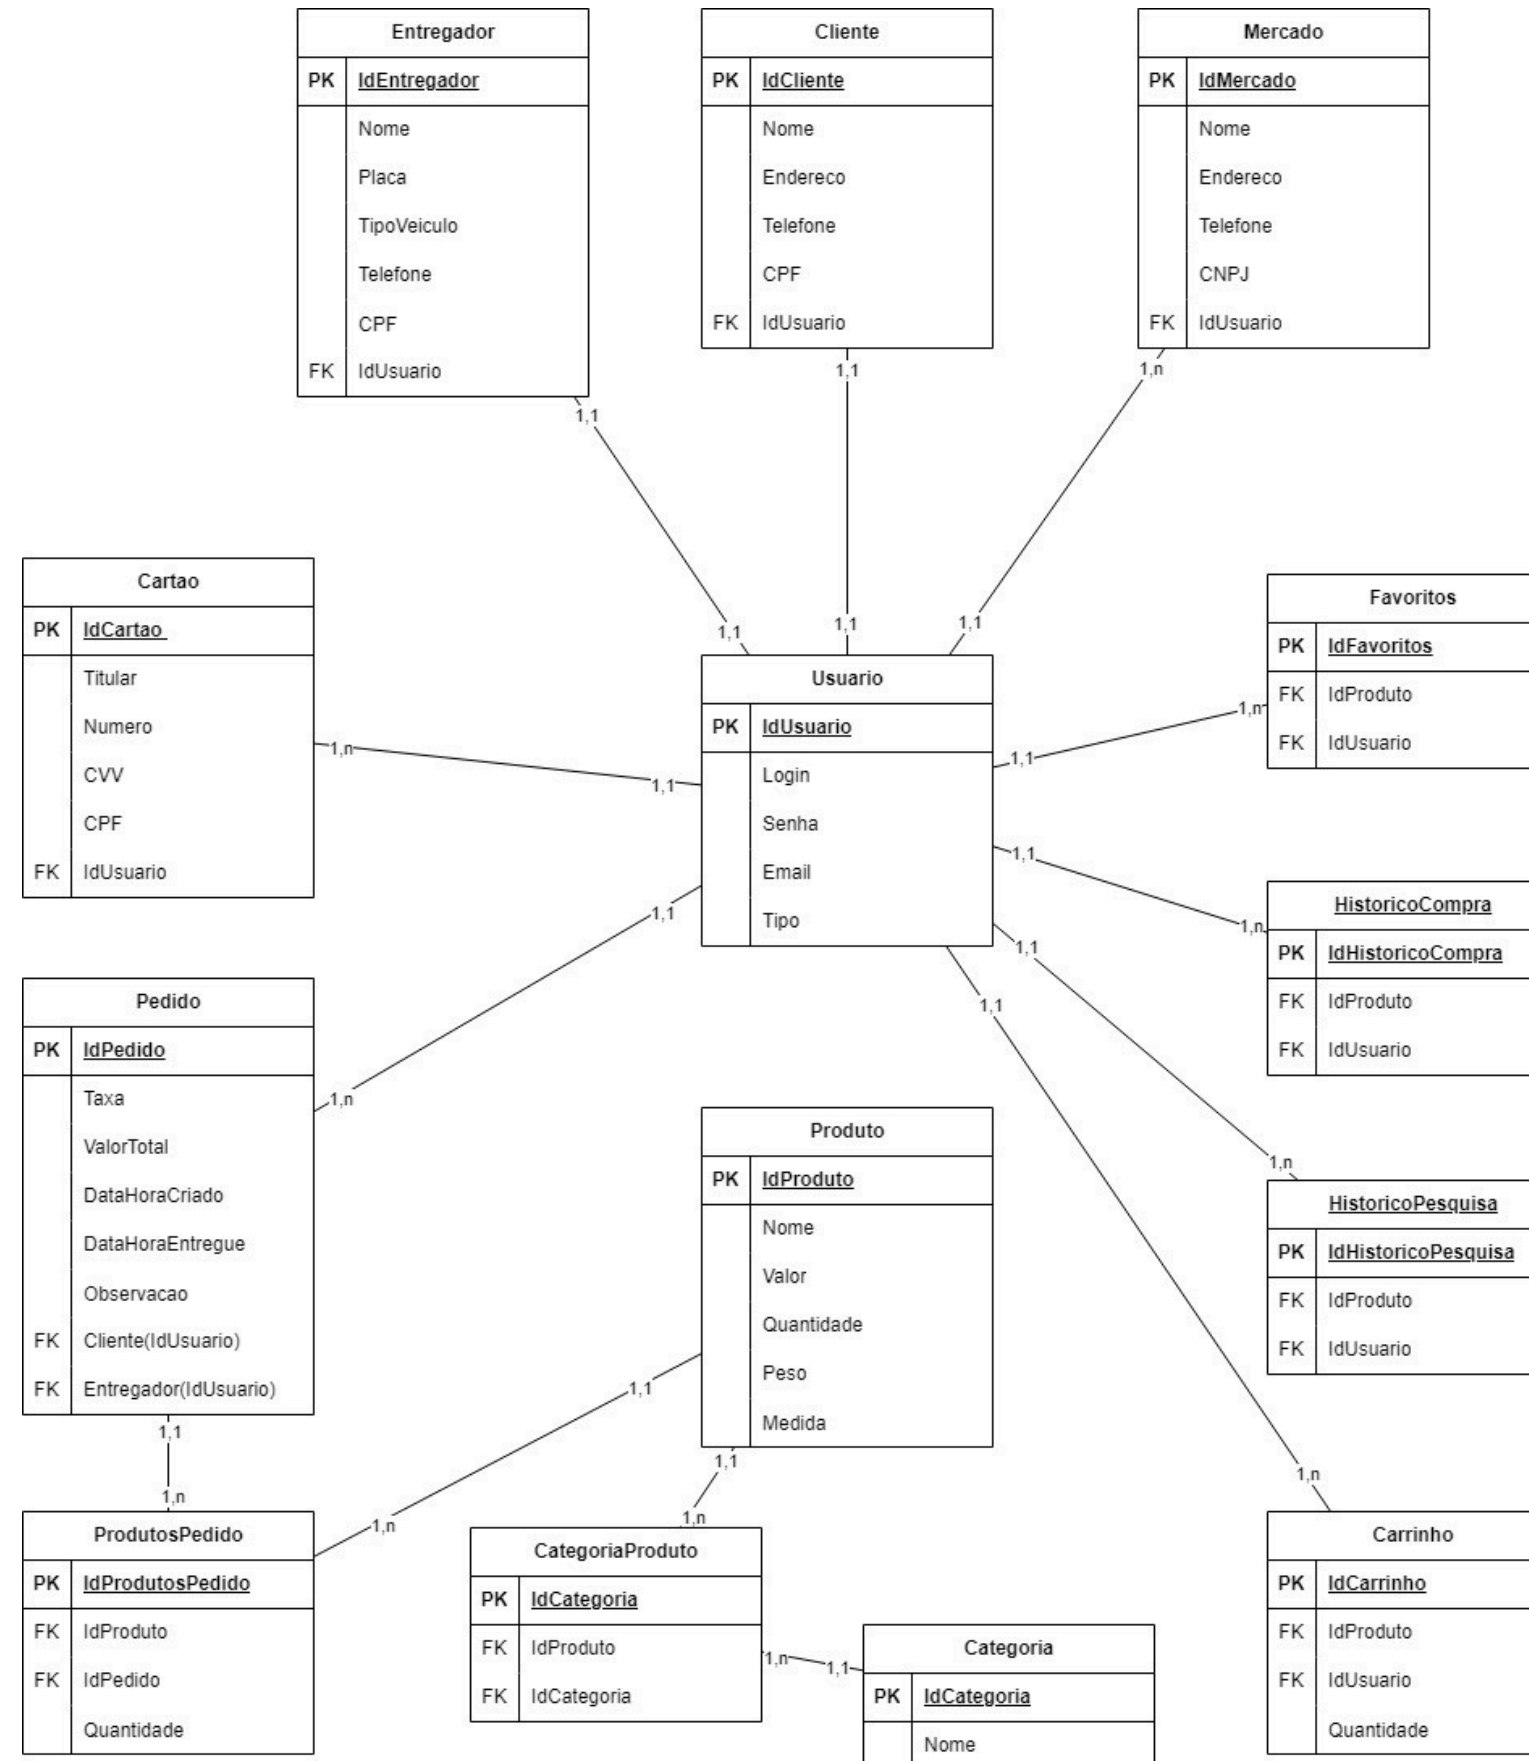 Entregador
PK IdEntregador
Nome
Placa
TipoVeiculo
Telefone
CPF
FK IdUsuario
Cliente
PK IdCliente
Nome
Endereco
Telefone
CPF
FK IdUsuario
Mercado
PK IdMercado
Nome
Endereco
Telefone
CNPJ
FK IdUsuario
1,1
1,1
1,n
1,1
1,1
1,1
Cartao
PK IdCartao
Titular
Numero
CVV
CPF
FK IdUsuario
1,n
1,1
Usuario
PK IdUsuario
Login
Senha
Email
Tipo
Favoritos
PK IdFavoritos
FK IdProduto
FK IdUsuario
1,n
1,1
1,1
1,n
1,1
1,1
1,1
HistoricoCompra
PK IdHistoricoCompra
FK IdProduto
FK IdUsuario
Pedido
PK IdPedido
Taxa
ValorTotal
DataHoraCriado
DataHoraEntregue
Observacao
FK Cliente(IdUsuario)
FK Entregador(IdUsuario)
1,n
Produto
PK IdProduto
Nome
Valor
Quantidade
Peso
Medida
1,n
HistoricoPesquisa
PK IdHistoricoPesquisa
FK IdProduto
FK IdUsuario
1,1
1,1
1,1
1,n
1,n
1,n
1,n
ProdutosPedido
PK IdProdutosPedido
FK IdProduto
FK IdPedido
Quantidade
CategoriaProduto
PK IdCategoria
FK IdProduto
FK IdCategoria
1,n
1,1
Categoria
PK IdCategoria
Nome
Carrinho
PK IdCarrinho
FK IdProduto
FK IdUsuario
Quantidade